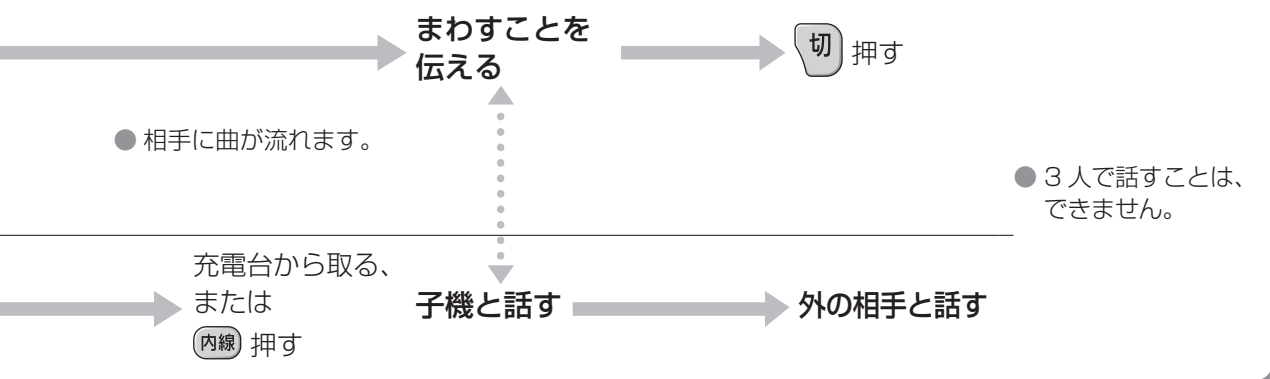 まわすことを
伝える
切 押す
● 相手に曲が流れます。
● 3 人で話すことは、
できません。
充電台から取る、
または
内線 押す
子機と話す
外の相手と話す